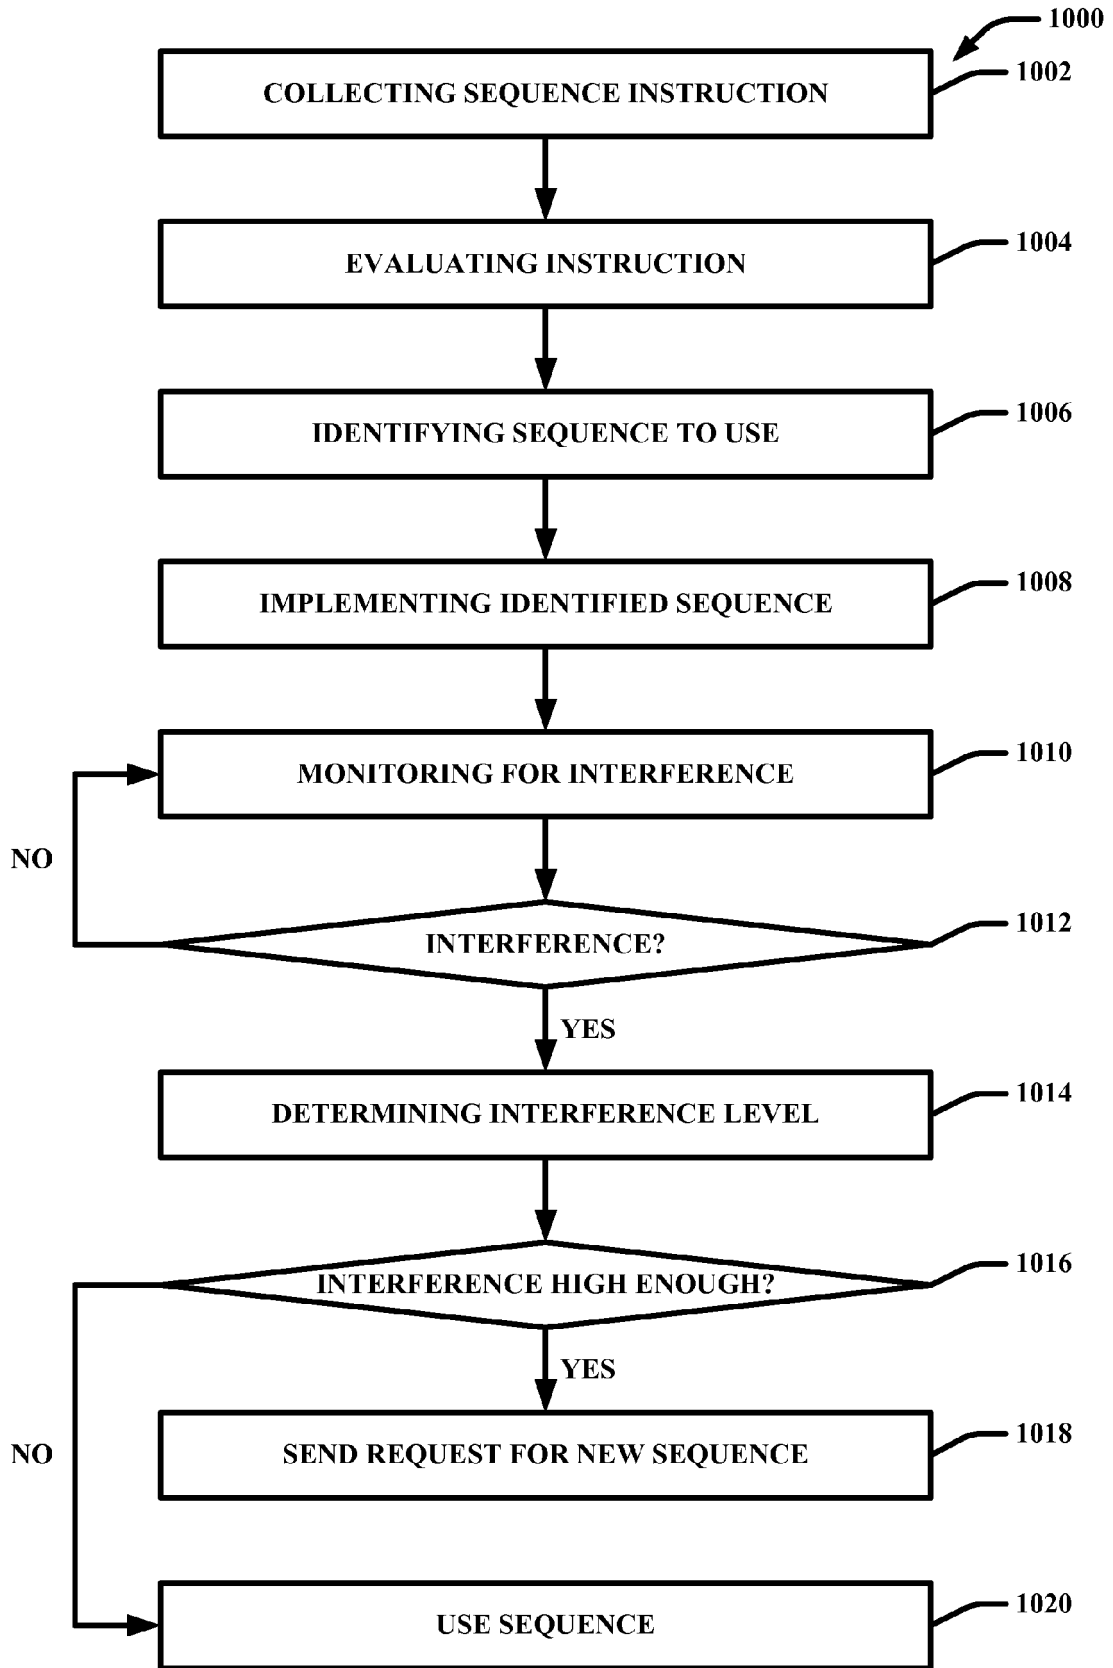 1000
COLLECTING SEQUENCE INSTRUCTION
1002
EVALUATING INSTRUCTION
1004
IDENTIFYING SEQUENCE TO USE
1006
IMPLEMENTING IDENTIFIED SEQUENCE
1008
MONITORING FOR INTERFERENCE
1010
NO
INTERFERENCE?
1012
YES
DETERMINING INTERFERENCE LEVEL
1014
INTERFERENCE HIGH ENOUGH?
1016
YES
SEND REQUEST FOR NEW SEQUENCE
1018
NO
USE SEQUENCE
1020